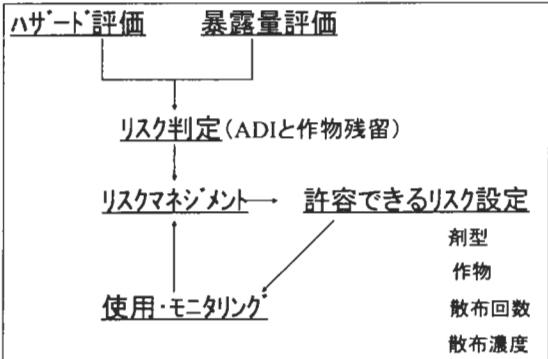 ハザード評価 暴露量評価
リスク判定(ADIと作物残留)
リスクマネジメント 許容できるリスク設定
剤型
作物
使用・モニタリング 散布回数
散布濃度